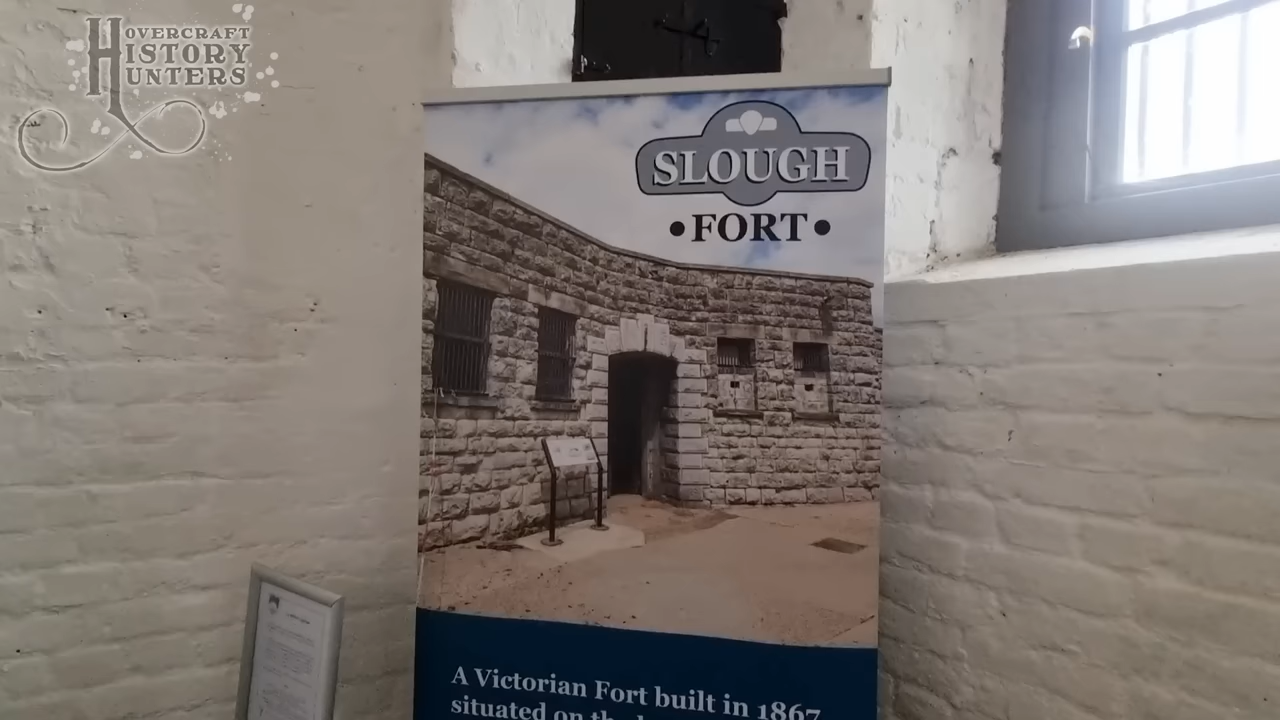 HOVERCRAFT
HISTORY
HUNTERS
SLOUGH
•FORT•
A Victorian Fort built in 1867
situated on the